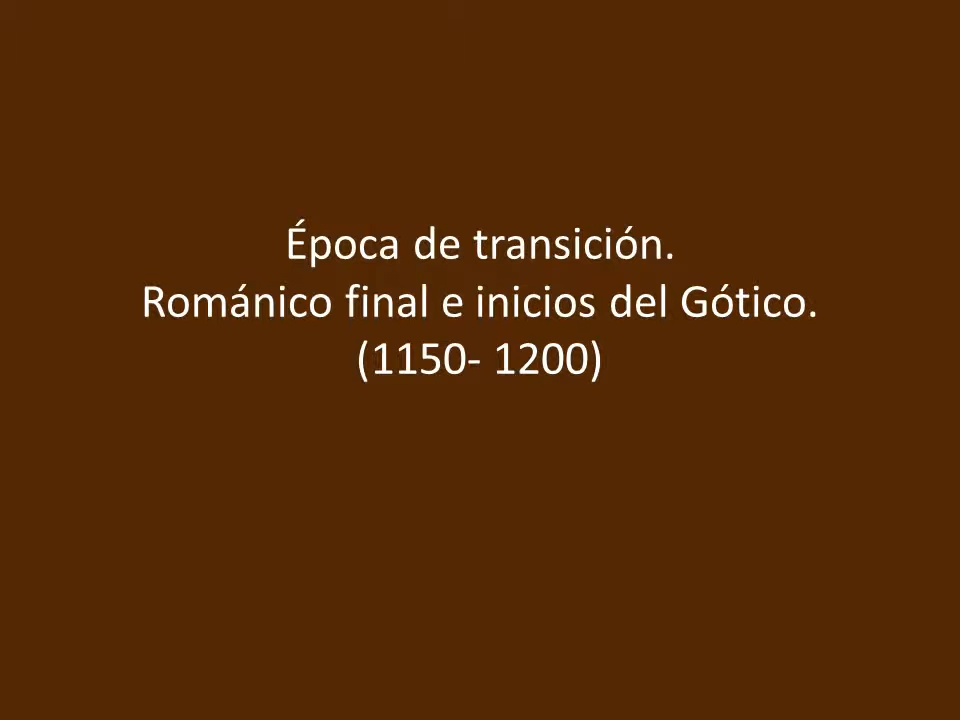 Época de transición.
Románico final e inicios del Gótico.
(1150- 1200)